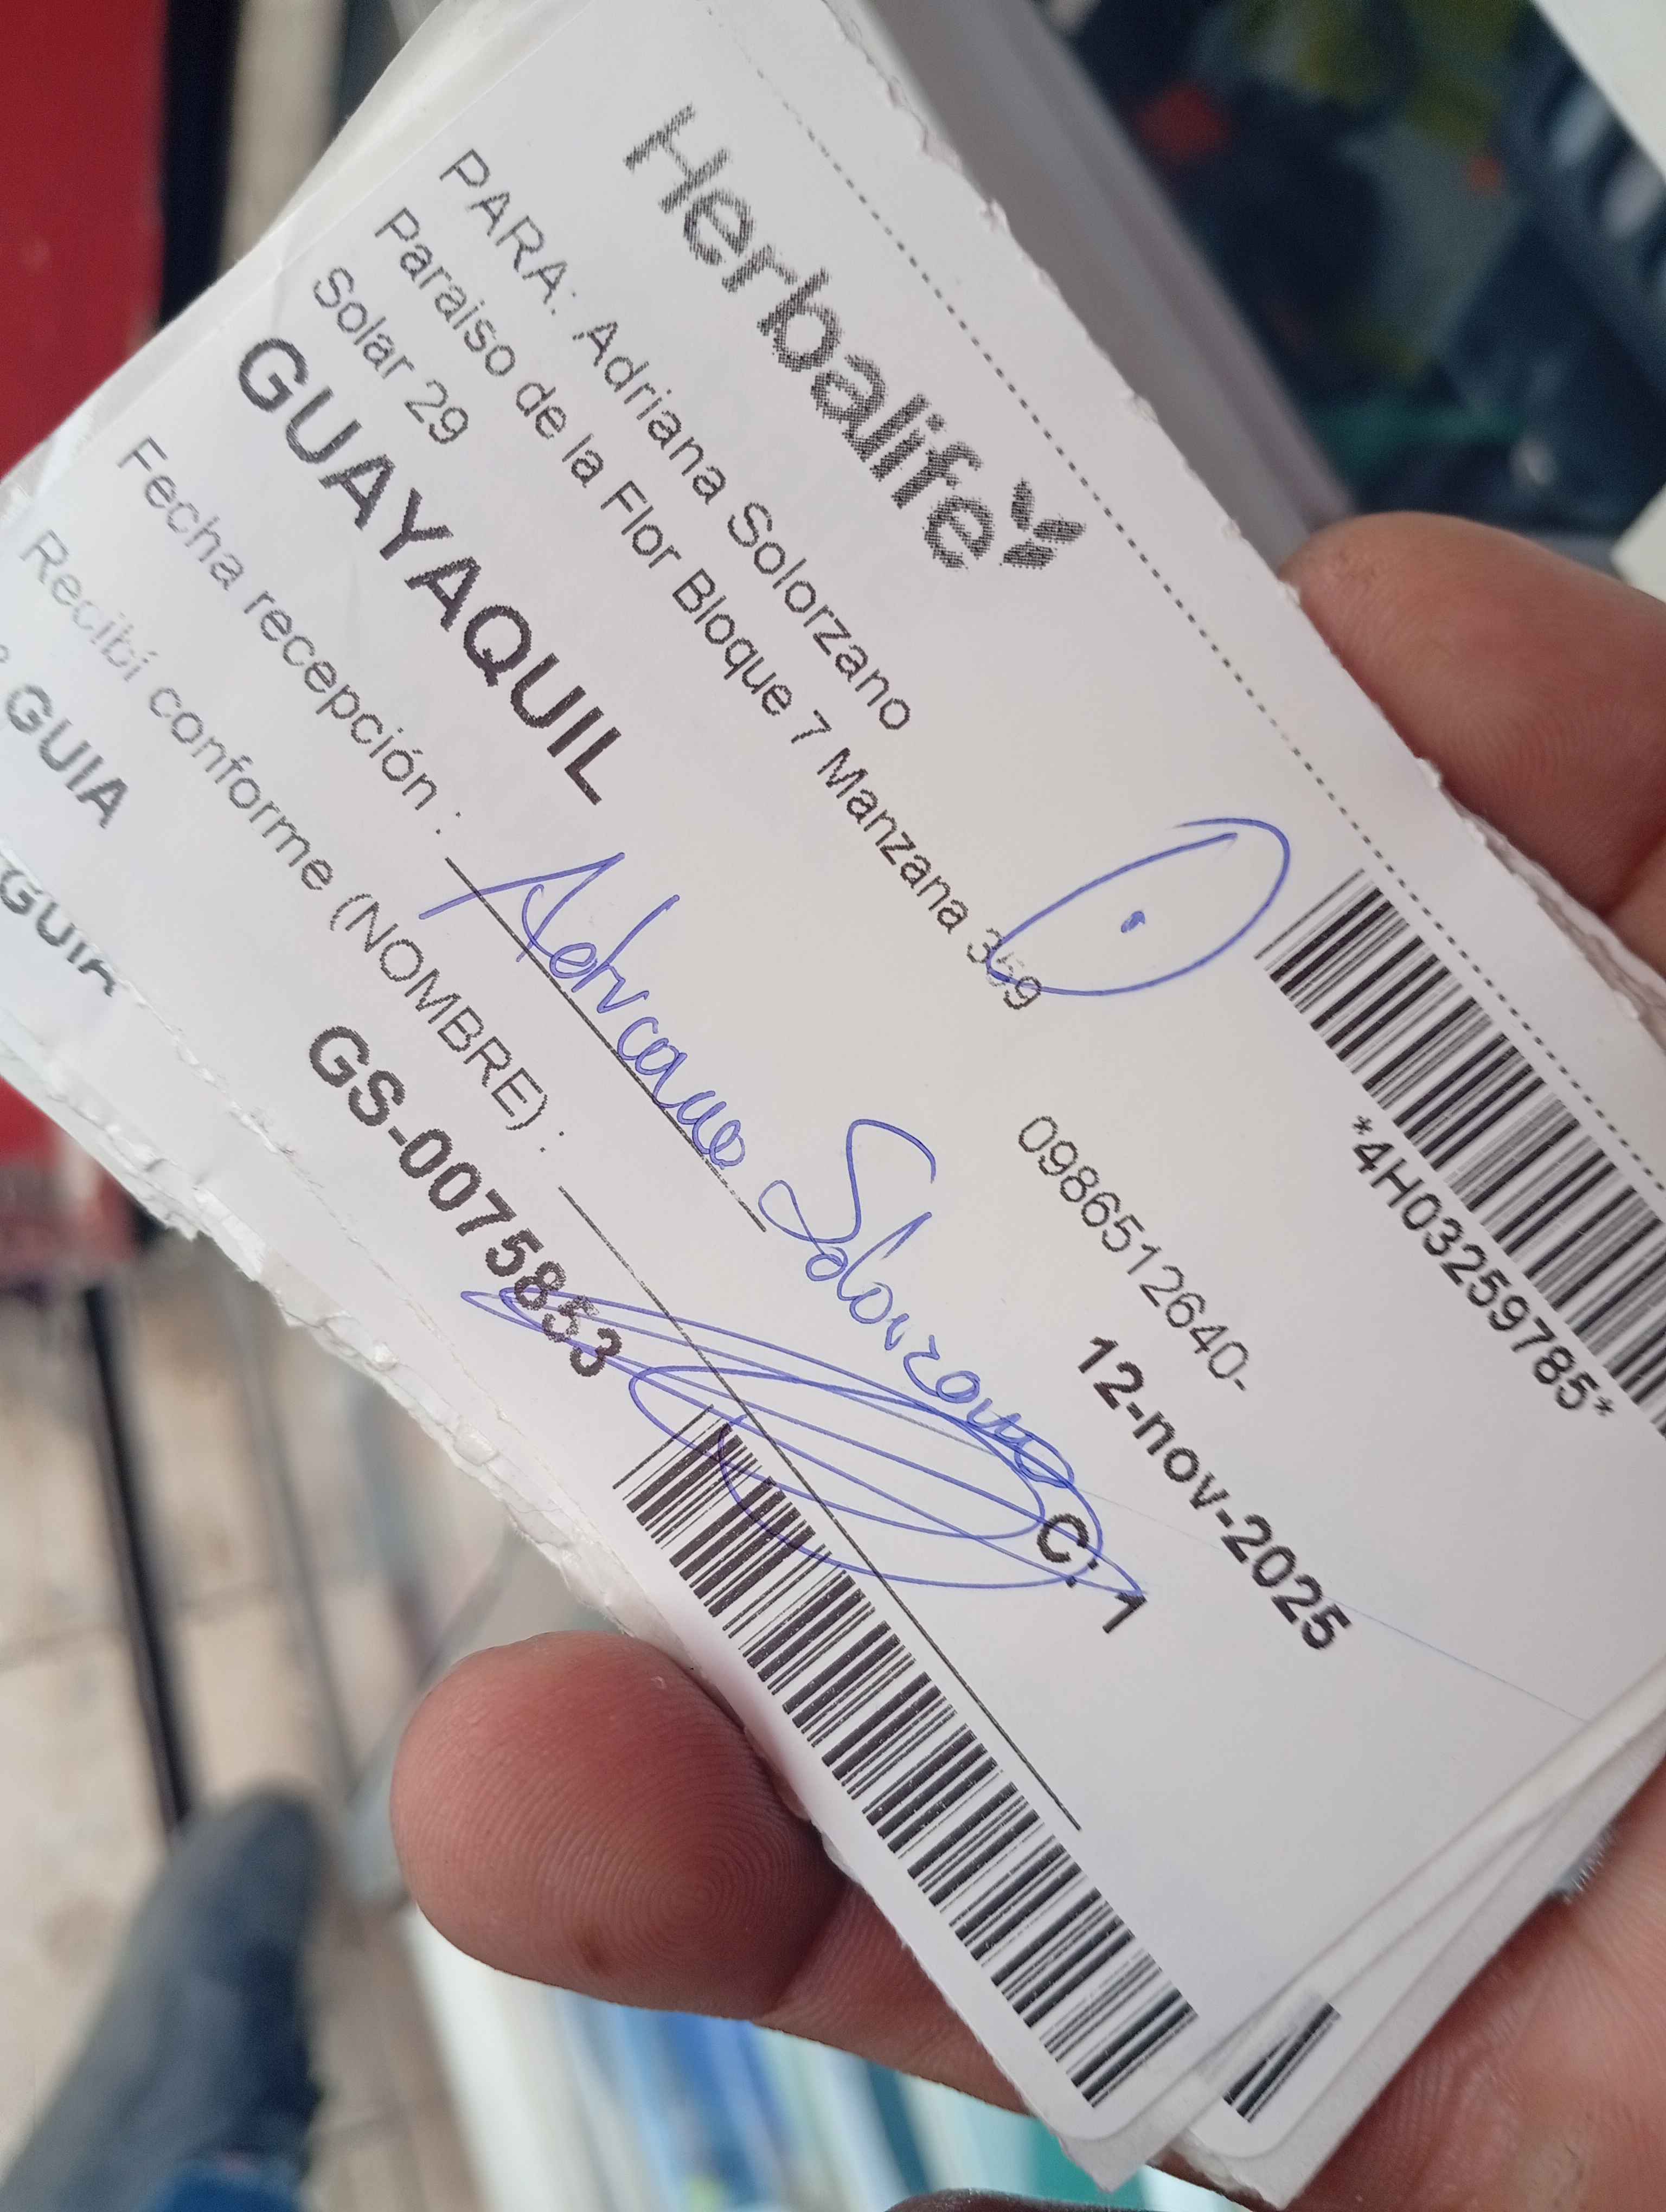 Herbalife
*4H03259785*
PARA: Adriana Solorzano
Paraiso de la Flor Bloque 7 Manzana 359
Solar 29
0986512640-
GUAYAQUIL
12-nov-2025
Fecha recepción :
Adriana Solorzano
C: 1
Recibí conforme (NOMBRE) :
GUIA
GS-0075853
GUIA